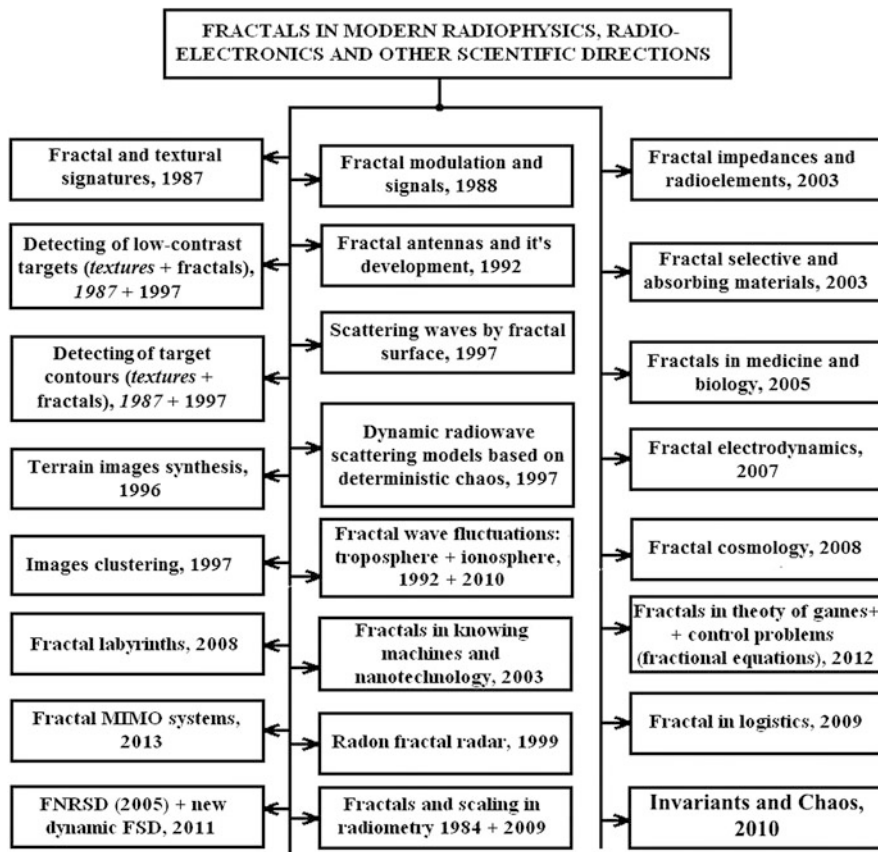 FRACTALS IN MODERN RADIOPHYSICS, RADIO-
ELECTRONICS AND OTHER SCIENTIFIC DIRECTIONS
Fractal and textural
signatures, 1987
Detecting of low-contrast
targets (textures + fractals),
1987 + 1997
Detecting of target
contours (textures +
fractals), 1987 + 1997
Terrain images synthesis,
1996
Images clustering, 1997
Fractal labyrinths, 2008
Fractal MIMO systems,
2013
FNRSD (2005) + new
dynamic FSD, 2011
Fractal modulation and
signals, 1988
Fractal antennas and it's
development, 1992
Scattering waves by fractal
surface, 1997
Dynamic radiowave
scattering models based on
deterministic chaos, 1997
Fractal wave fluctuations:
troposphere + ionosphere,
1992 + 2010
Fractals in knowing
machines and
nanotechnology, 2003
Radon fractal radar, 1999
Fractals and scaling in
radiometry 1984 + 2009
Fractal impedances and
radioelements, 2003
Fractal selective and
absorbing materials, 2003
Fractals in medicine and
biology, 2005
Fractal electrodynamics,
2007
Fractal cosmology, 2008
Fractals in theoty of games+
+ control problems
(fractional equations), 2012
Fractal in logistics, 2009
Invariants and Chaos,
2010